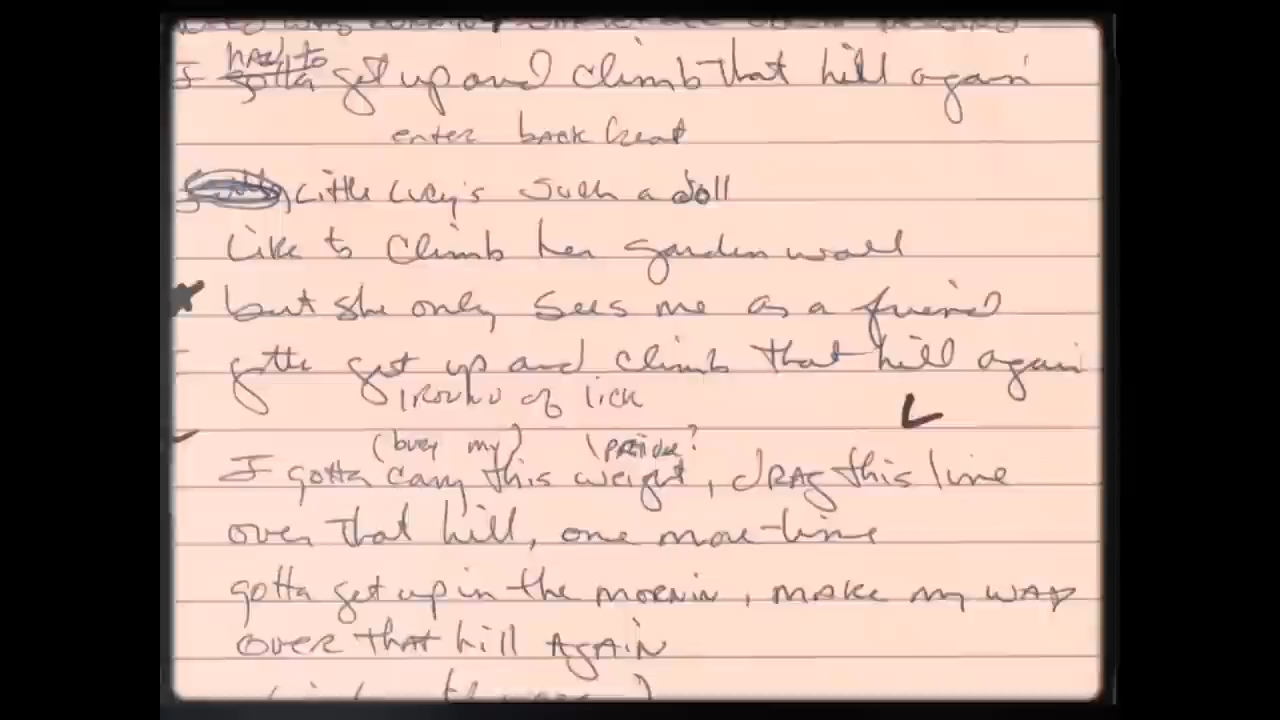 had to
I gotta get up and climb that hill again
enter back beat
Little Lucy's such a doll
Like to climb her garden wall
but she only sees me as a friend
gotta get up and climb that hill again
1 round of lick
(bury my) pride?
I gotta carry this weight, drag this line
over that hill, one more time
gotta get up in the mornin, make my way
over that hill again